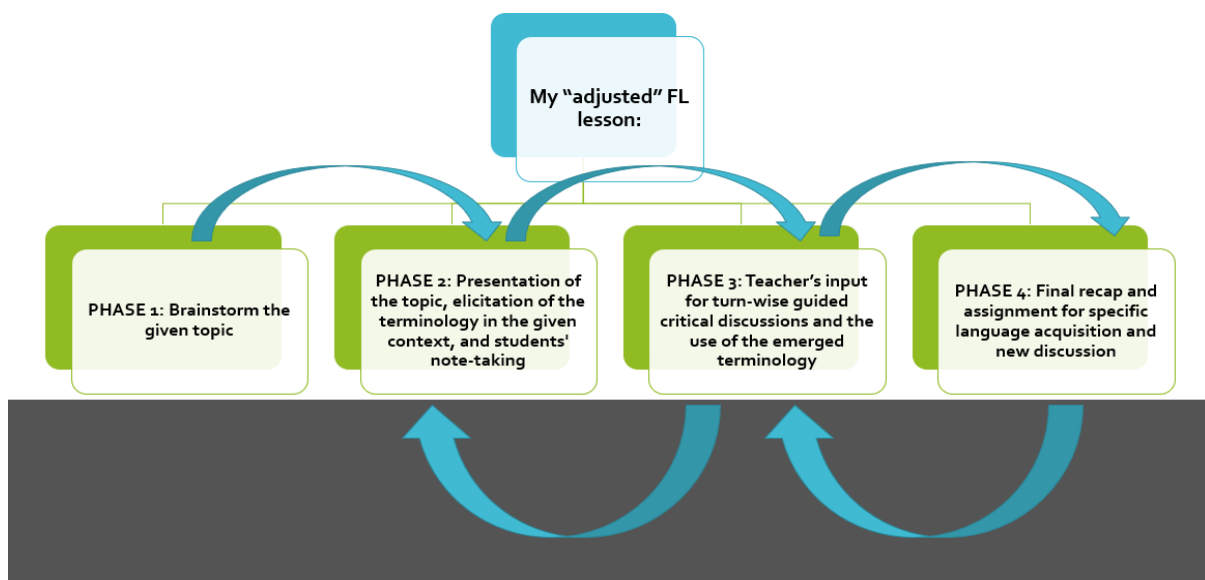 My “adjusted” FL
lesson:
PHASE 1: Brainstorm the
given topic
PHASE 2: Presentation of
the topic, elicitation of the
terminology in the given
context, and students'
note-taking
PHASE 3: Teacher’s input
for turn-wise guided
critical discussions and the
use of the emerged
terminology
PHASE 4: Final recap and
assignment for specific
language acquisition and
new discussion